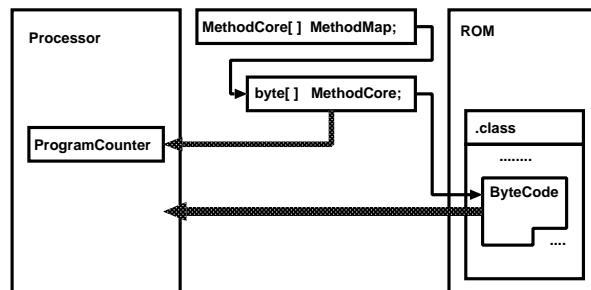 Processor
MethodCore[ ] MethodMap;
ROM
byte[ ] MethodCore;
.class
ProgramCounter
........
ByteCode
....